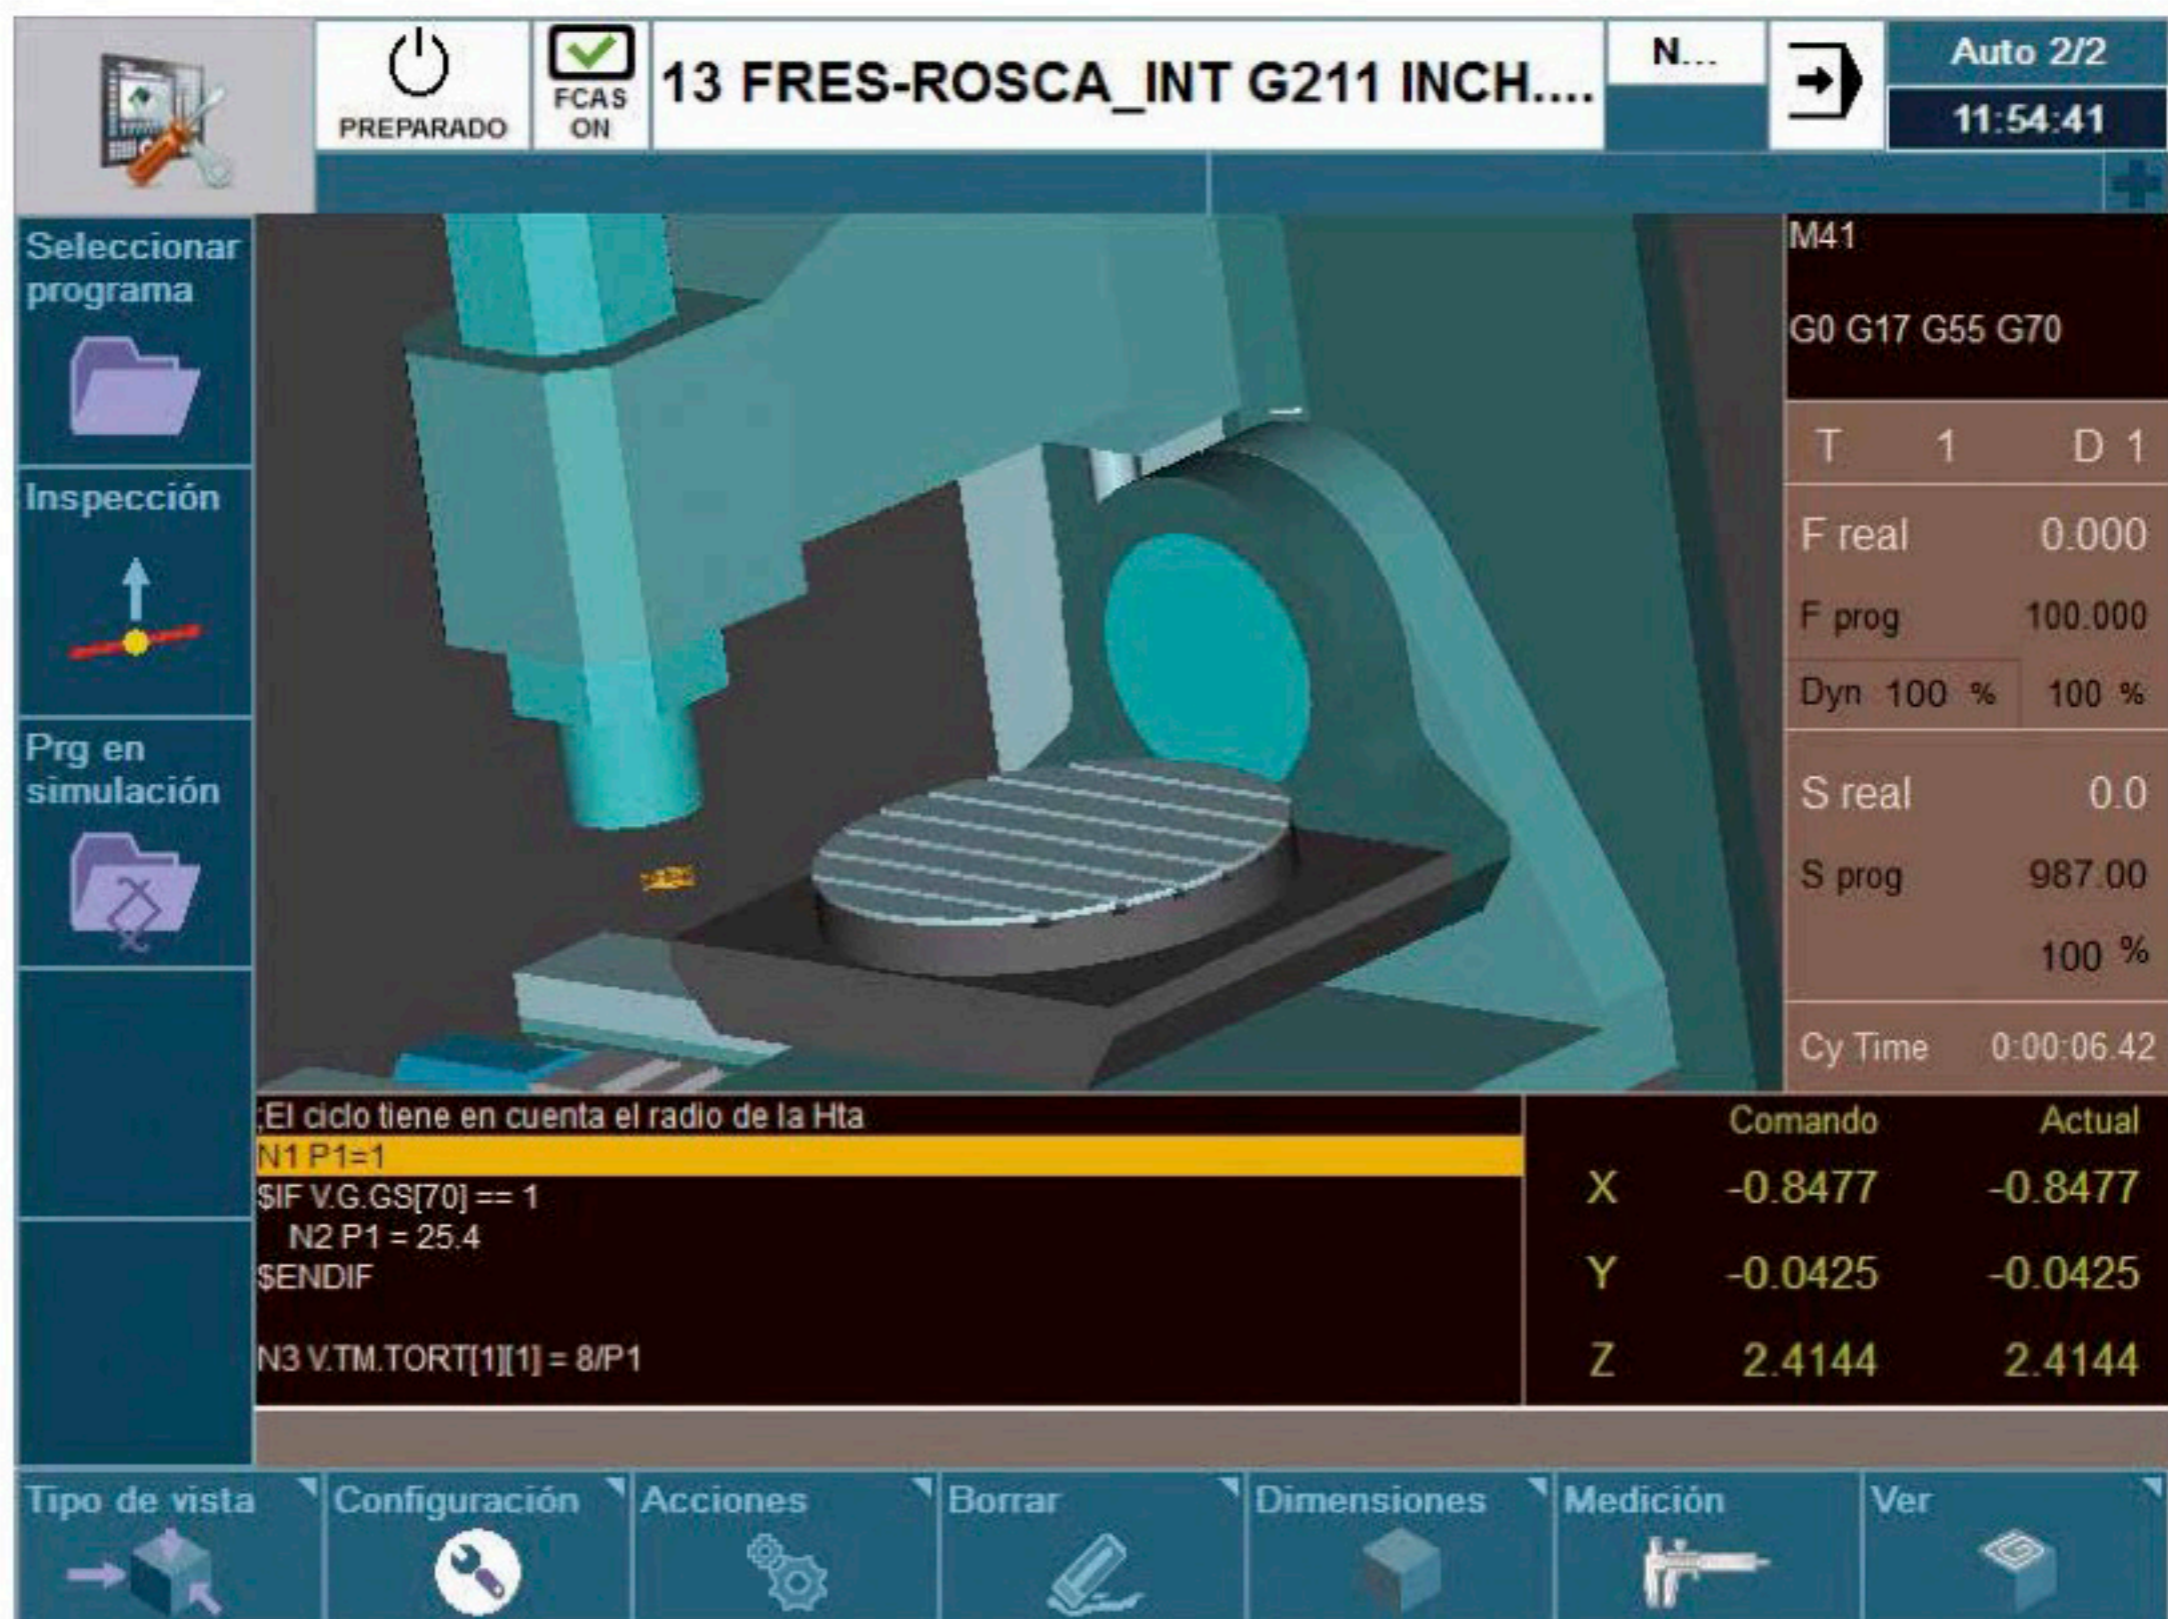 PREPARADO
FCAS
ON
13 FRES-ROSCA_INT G211 INCH....
N...
Auto 2/2
11:54:41
Seleccionar
programa
Inspección
Prg en
simulación
M41
G0 G17 G55 G70
T 1 D 1
F real 0.000
F prog 100.000
Dyn 100 % 100 %
S real 0.0
S prog 987.00
100 %
Cy Time 0:00:06.42
;El ciclo tiene en cuenta el radio de la Hta
N1 P1=1
$IF V.G.GS[70] == 1
N2 P1 = 25.4
$ENDIF
N3 V.TM.TORT[1][1] = 8/P1
Comando Actual
X -0.8477 -0.8477
Y -0.0425 -0.0425
Z 2.4144 2.4144
Tipo de vista
Configuración
Acciones
Borrar
Dimensiones
Medición
Ver